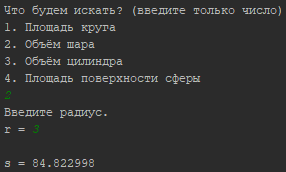 Что будем искать? (введите только число)
1. Площадь круга
2. Объём шара
3. Объём цилиндра
4. Площадь поверхности сферы
2
Введите радиус.
r = 3
s = 84.822998